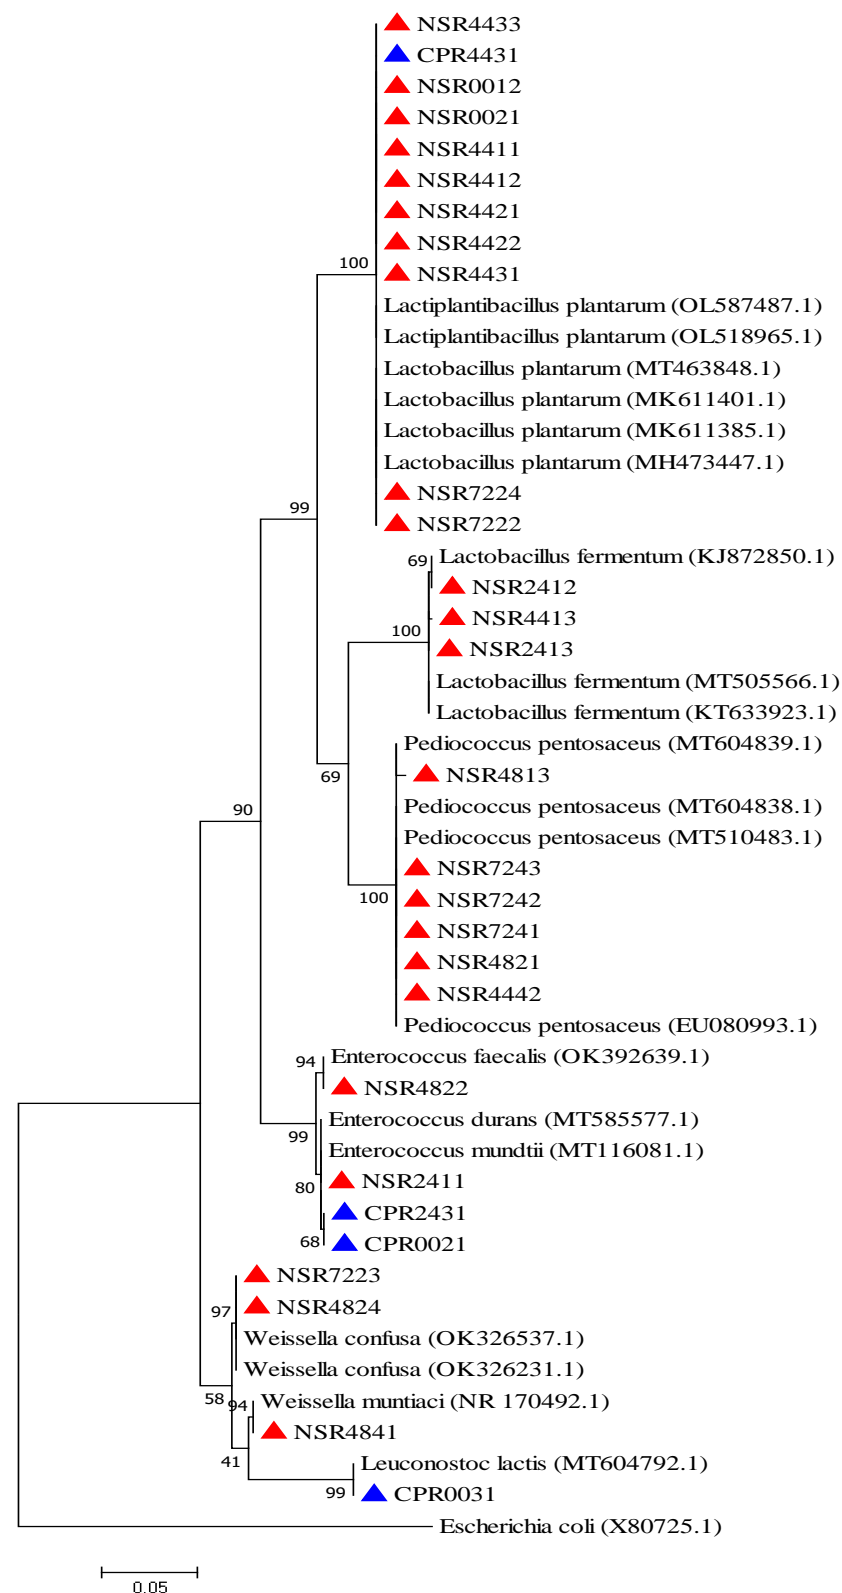 NSR4433
CPR4431
NSR0012
NSR0021
NSR4411
NSR4412
NSR4421
NSR4422
NSR4431
100
Lactiplantibacillus plantarum (OL587487.1)
Lactiplantibacillus plantarum (OL518965.1)
Lactobacillus plantarum (MT463848.1)
Lactobacillus plantarum (MK611401.1)
Lactobacillus plantarum (MK611385.1)
Lactobacillus plantarum (MH473447.1)
NSR7224
99
NSR7222
69 Lactobacillus fermentum (KJ872850.1)
NSR2412
NSR4413
100
NSR2413
Lactobacillus fermentum (MT505566.1)
Lactobacillus fermentum (KT633923.1)
Pediococcus pentosaceus (MT604839.1)
69
NSR4813
90
Pediococcus pentosaceus (MT604838.1)
Pediococcus pentosaceus (MT510483.1)
NSR7243
100
NSR7242
NSR7241
NSR4821
NSR4442
Pediococcus pentosaceus (EU080993.1)
94
Enterococcus faecalis (OK392639.1)
NSR4822
Enterococcus durans (MT585577.1)
99
Enterococcus mundtii (MT116081.1)
NSR2411
80
CPR2431
68
CPR0021
NSR7223
97
NSR4824
Weissella confusa (OK326537.1)
Weissella confusa (OK326231.1)
58
94
Weissella muntiaci (NR 170492.1)
NSR4841
41
Leuconostoc lactis (MT604792.1)
99
CPR0031
Escherichia coli (X80725.1)
0.05